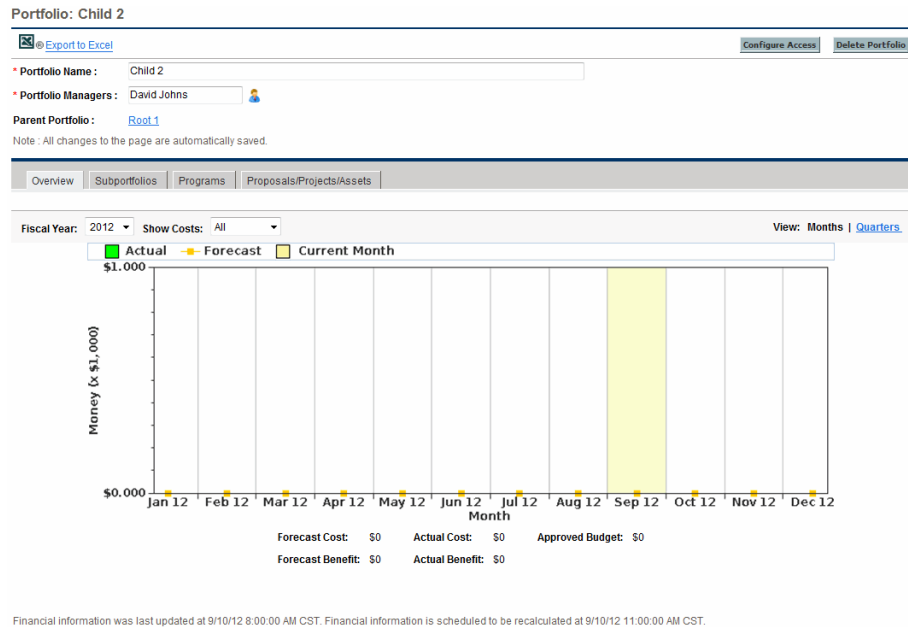 Portfolio: Child 2
® Export to Excel Configure Access Delete Portfolio
* Portfolio Name : Child 2
* Portfolio Managers : David Johns
Parent Portfolio : Root 1
Note : All changes to the page are automatically saved.
Overview Subportfolios Programs Proposals/Projects/Assets
Fiscal Year: 2012 Show Costs: All View: Months | Quarters
Actual Forecast Current Month
$1.000
Money (x $1,000)
$0.000
Jan 12 Feb 12 Mar 12 Apr 12 May 12 Jun 12 Jul 12 Aug 12 Sep 12 Oct 12 Nov 12 Dec 12
Month
Forecast Cost: $0 Actual Cost: $0 Approved Budget: $0
Forecast Benefit: $0 Actual Benefit: $0
Financial information was last updated at 9/10/12 8:00:00 AM CST. Financial information is scheduled to be recalculated at 9/10/12 11:00:00 AM CST.